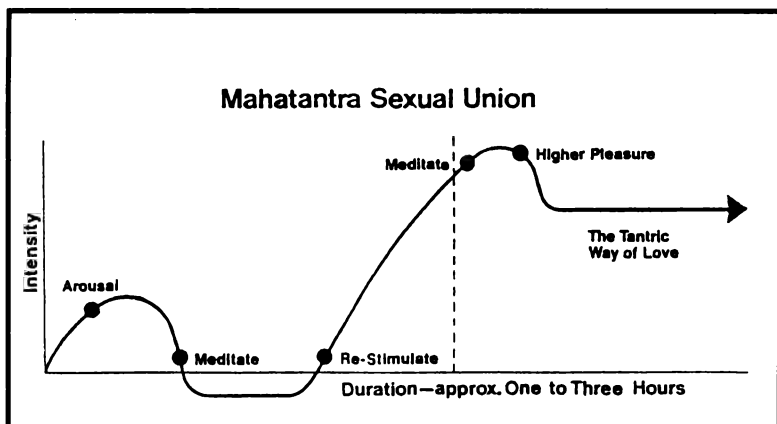 Mahatantra Sexual Union
Intensity
Arousal
Meditate
Re-Stimulate
Meditate
Higher Pleasure
The Tantric
Way of Love
Duration—approx. One to Three Hours